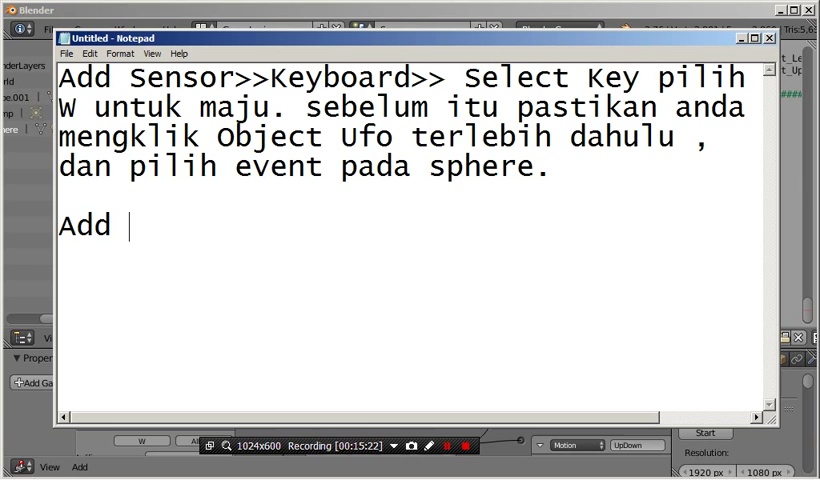 Blender
Untitled - Notepad
File Edit Format View Help
Add Sensor>>Keyboard>> Select Key pilih
W untuk maju. sebelum itu pastikan anda
mengklik Object Ufo terlebih dahulu ,
dan pilih event pada sphere.
Add
Add Ga
W
Motion
UpDown
Start
Resolution:
1920 px
1080 px
1024x600 Recording [00:15:22]
View Add